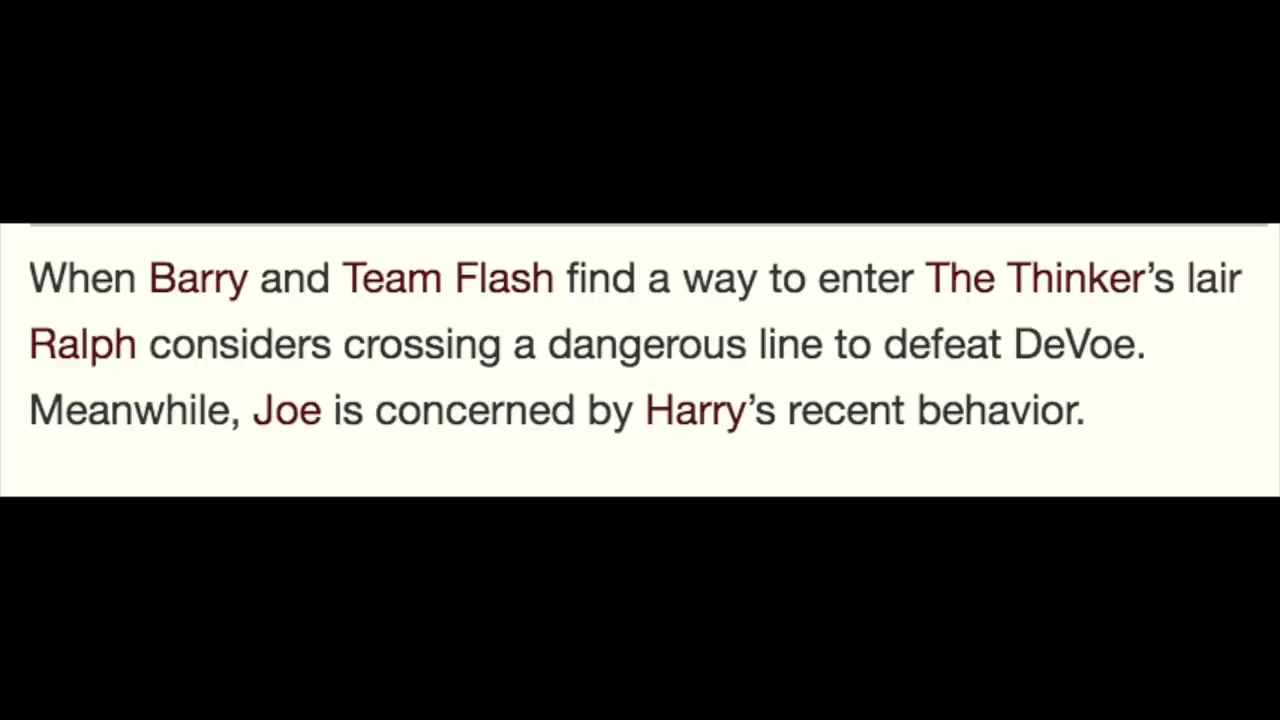 When Barry and Team Flash find a way to enter The Thinker’s lair
Ralph considers crossing a dangerous line to defeat DeVoe.
Meanwhile, Joe is concerned by Harry’s recent behavior.